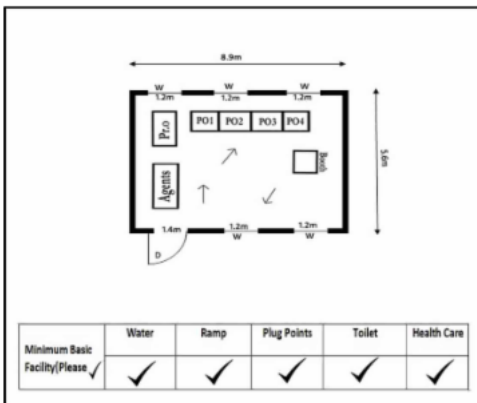 8.9m
W W W
1.2m 1.2m 1.2m
Pr.o
PO1 PO2 PO3 PO4
Booth
5.6m
Agents
1.4m 1.2m 1.2m
W W
D
Water Ramp Plug Points Toilet Health Care
Minimum Basic
Facility(Please ✓ ✓ ✓ ✓ ✓ ✓